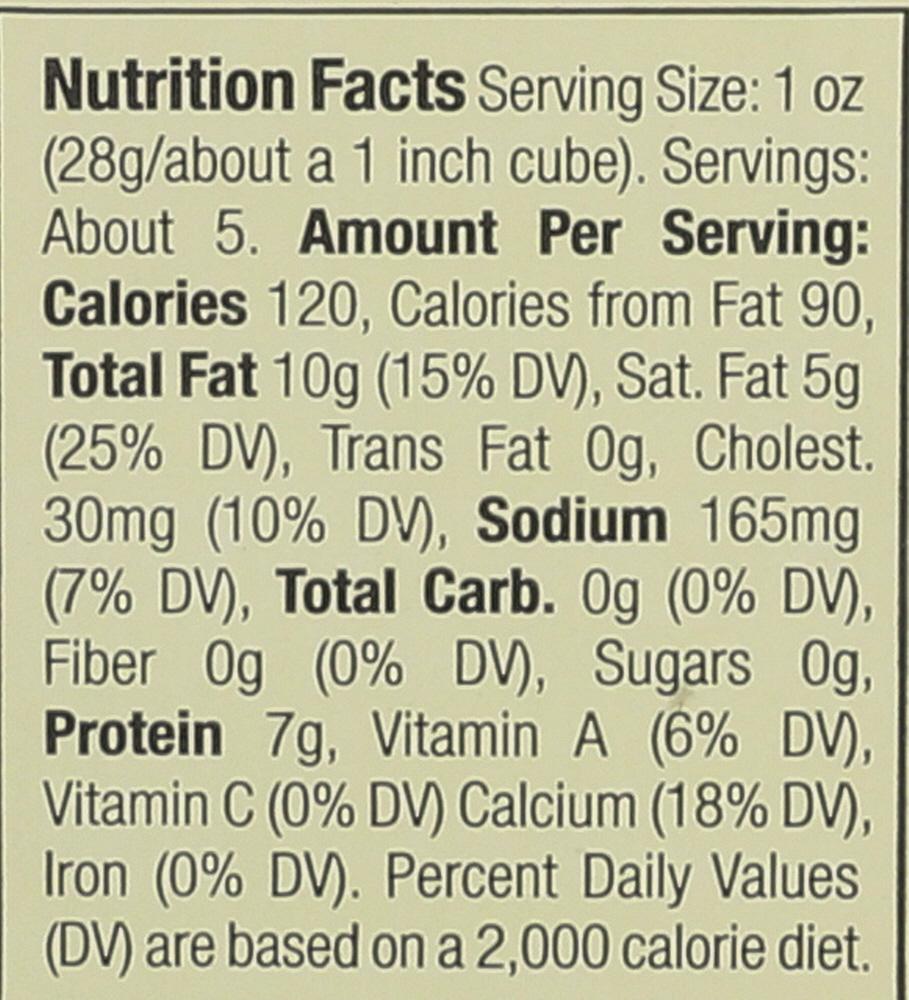 Nutrition Facts Serving Size: 1 oz
(28g/about a 1 inch cube). Servings:
About 5. Amount Per Serving:
Calories 120, Calories from Fat 90,
Total Fat 10g (15% DV), Sat. Fat 5g
(25% DV), Trans Fat 0g, Cholest.
30mg (10% DV), Sodium 165mg
(7% DV), Total Carb. 0g (0% DV),
Fiber 0g (0% DV), Sugars 0g,
Protein 7g, Vitamin A (6% DV),
Vitamin C (0% DV) Calcium (18% DV),
Iron (0% DV). Percent Daily Values
(DV) are based on a 2,000 calorie diet.